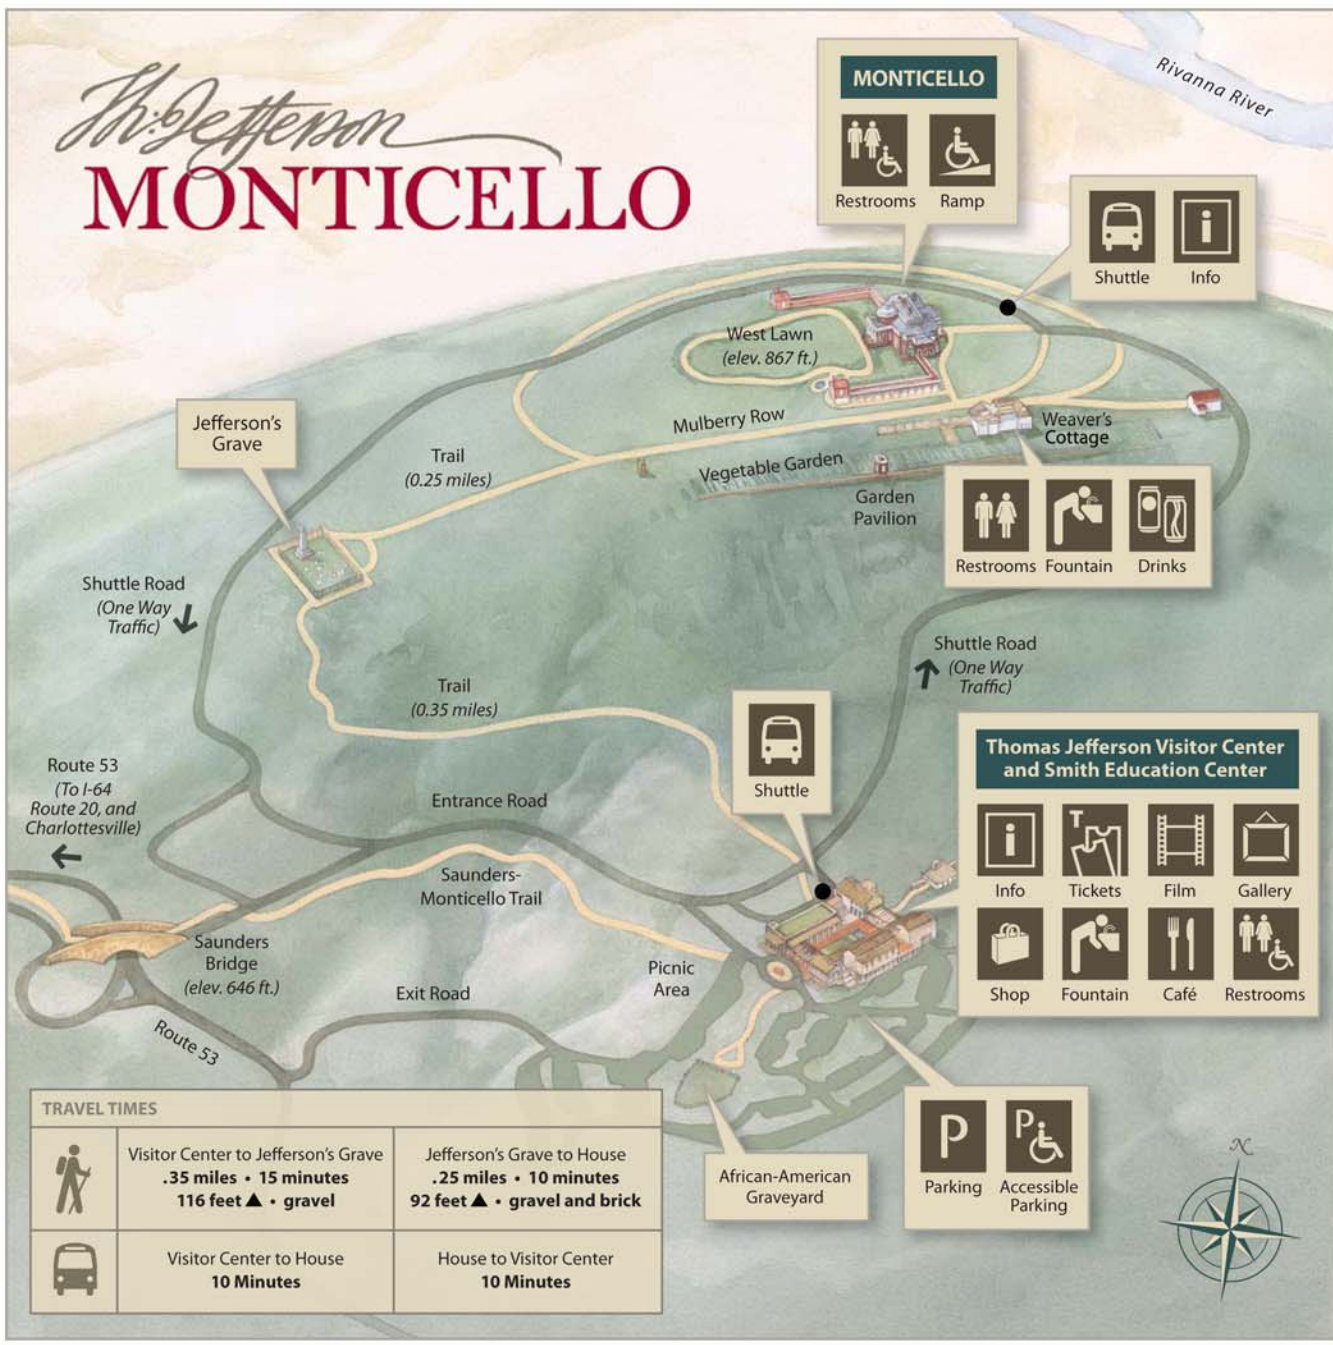 Th:Jefferson
MONTICELLO
Rivanna River
MONTICELLO
Restrooms
Ramp
Shuttle
Info
West Lawn
(elev. 867 ft.)
Jefferson's
Grave
Mulberry Row
Weaver's
Cottage
Trail
(0.25 miles)
Vegetable Garden
Garden
Pavilion
Restrooms
Fountain
Drinks
Shuttle Road
(One Way
Traffic)
Shuttle Road
(One Way
Traffic)
Trail
(0.35 miles)
Shuttle
Thomas Jefferson Visitor Center
and Smith Education Center
i
Info
T
Tickets
Film
Gallery
Shop
Fountain
Café
Restrooms
Route 53
(To I-64
Route 20, and
Charlottesville)
Entrance Road
Saunders-
Monticello Trail
Saunders
Bridge
(elev. 646 ft.)
Picnic
Area
Exit Road
Route 53
P
Parking
P
Accessible
Parking
African-American
Graveyard
N
TRAVEL TIMES
Visitor Center to Jefferson's Grave
.35 miles • 15 minutes
116 feet ▲ • gravel
Jefferson's Grave to House
.25 miles • 10 minutes
92 feet ▲ • gravel and brick
Visitor Center to House
10 Minutes
House to Visitor Center
10 Minutes